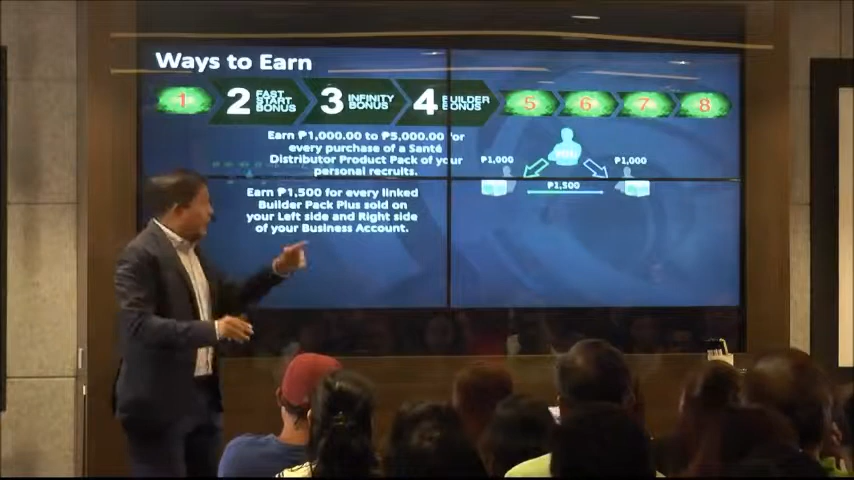 Ways to Earn
1
2 FAST START BONUS
3 INFINITY BONUS
4 BUILDER BONUS
5
6
7
8
Earn ₱1,000.00 to ₱5,000.00 for
every purchase of a Santé
Distributor Product Pack of your
personal recruits.
₱1,000
₱1,000
₱1,500
Earn ₱1,500 for every linked
Builder Pack Plus sold on
your Left side and Right side
of your Business Account.